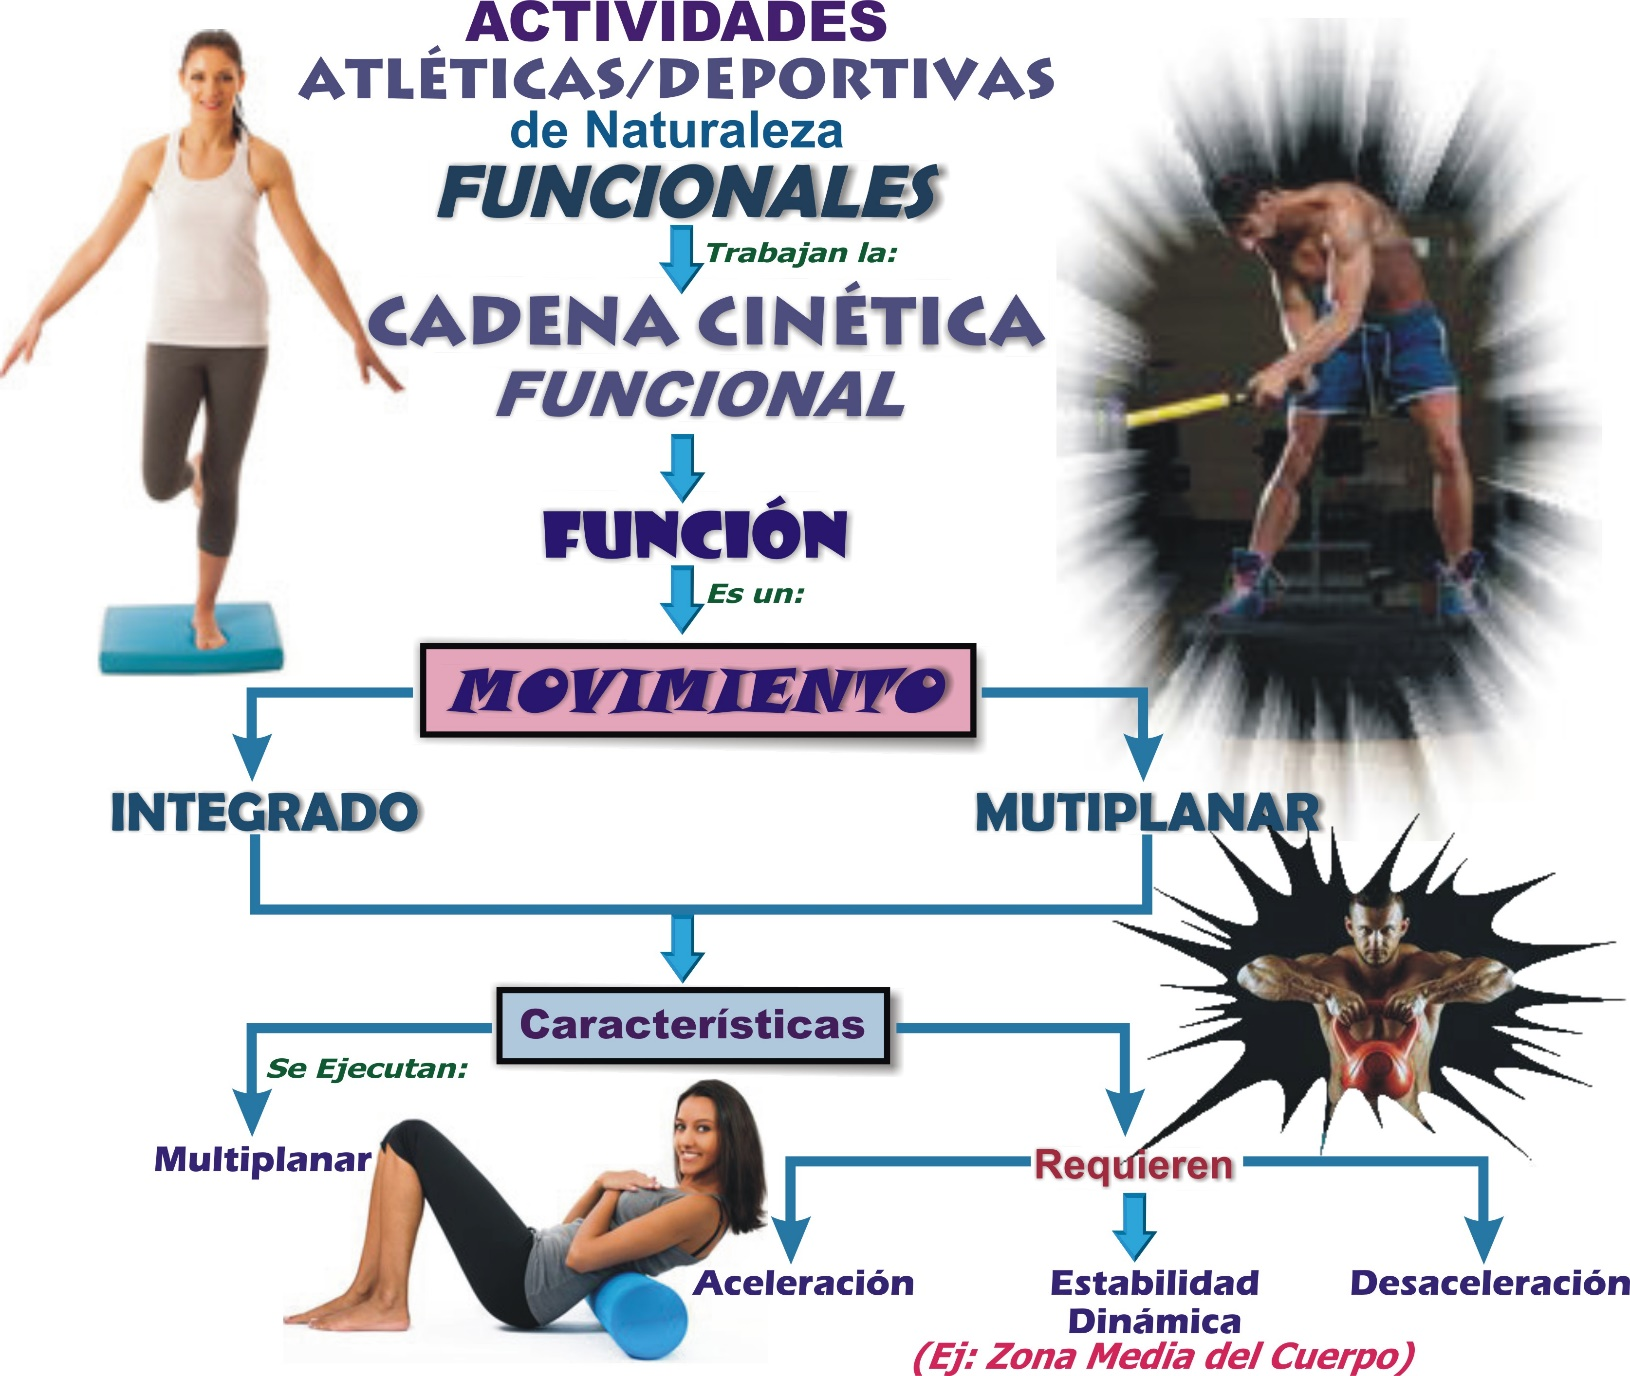 ACTIVIDADES
ATLÉTICAS/DEPORTIVAS
de Naturaleza
FUNCIONALES
Trabajan la:
CADENA CINÉTICA
FUNCIONAL
FUNCIÓN
Es un:
MOVIMIENTO
INTEGRADO
MUTIPLANAR
Características
Se Ejecutan:
Multiplanar
Requieren
Aceleración
Estabilidad
Dinámica
(Ej: Zona Media del Cuerpo)
Desaceleración